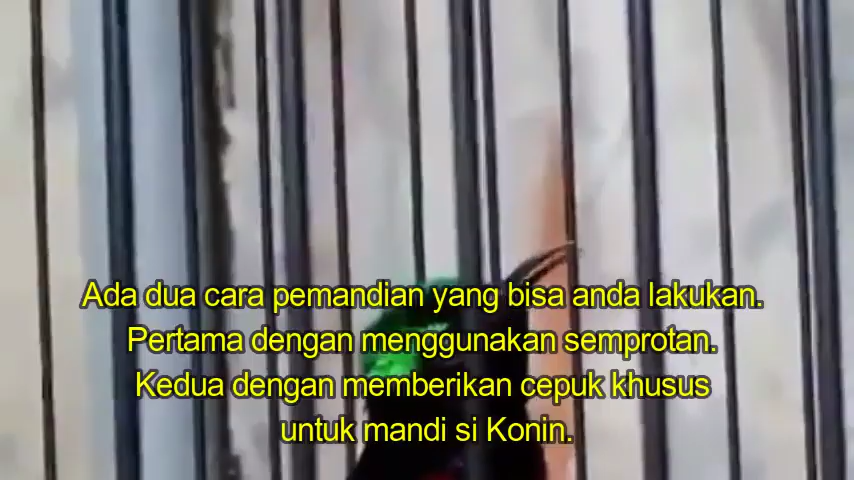 Ada dua cara pemandian yang bisa anda lakukan.
Pertama dengan menggunakan semprotan.
Kedua dengan memberikan cepuk khusus
untuk mandi si Konin.